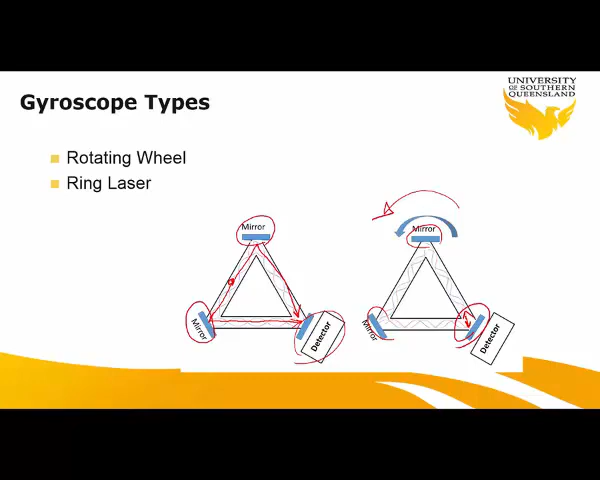 UNIVERSITY
OF SOUTHERN
QUEENSLAND
Gyroscope Types
Rotating Wheel
Ring Laser
Mirror
Mirror
Mirror
Detector
Mirror
Detector